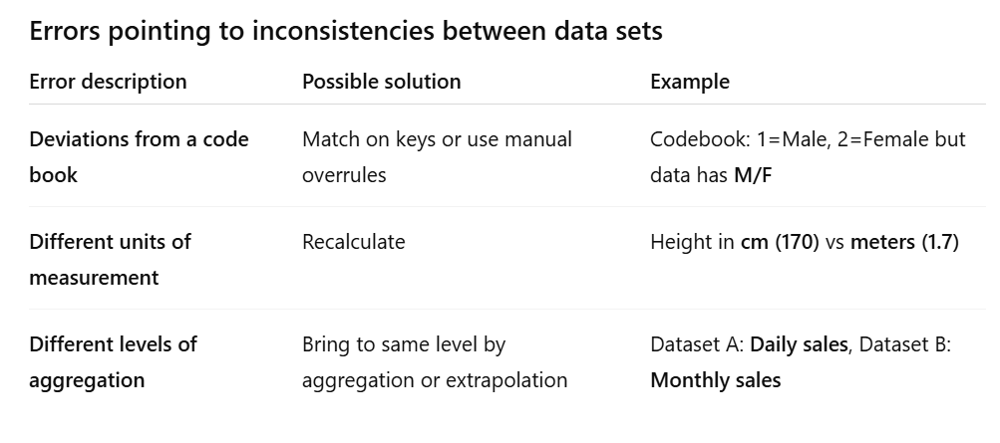 Errors pointing to inconsistencies between data sets
Error description Possible solution Example
Deviations from a code book Match on keys or use manual overrules Codebook: 1=Male, 2=Female but data has M/F
Different units of measurement Recalculate Height in cm (170) vs meters (1.7)
Different levels of aggregation Bring to same level by aggregation or extrapolation Dataset A: Daily sales, Dataset B: Monthly sales